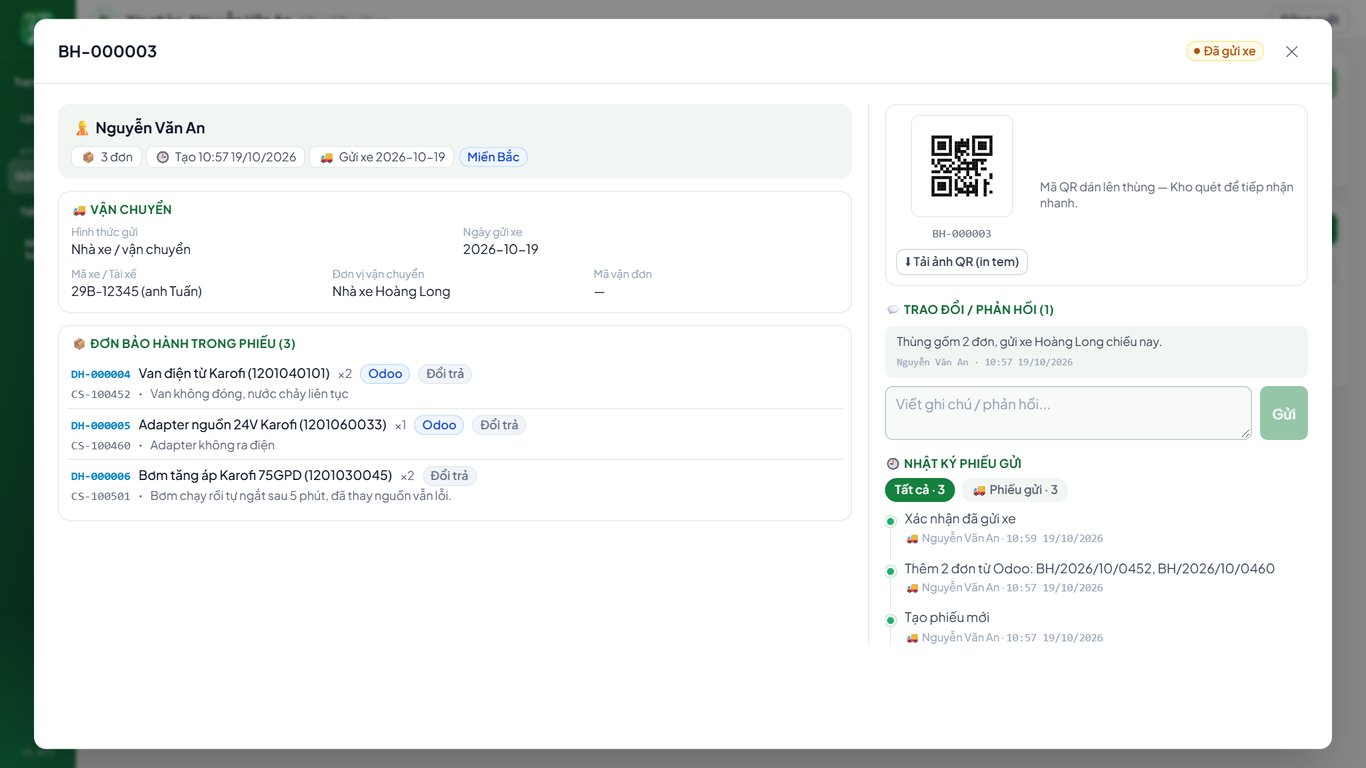 BH-000003
Đã gửi xe
Nguyễn Văn An
3 đơn
Tạo 10:57 19/10/2026
Gửi xe 2026-10-19
Miền Bắc
VẬN CHUYỂN
Hình thức gửi
Ngày gửi xe
Nhà xe / vận chuyển
2026-10-19
Mã xe / Tài xế
Đơn vị vận chuyển
Mã vận đơn
29B-12345 (anh Tuấn)
Nhà xe Hoàng Long
—
ĐƠN BẢO HÀNH TRONG PHIẾU (3)
DH-000004 Van điện từ Karofi (1201040101) ×2 Odoo Đổi trả
CS-100452 · Van không đóng, nước chảy liên tục
DH-000005 Adapter nguồn 24V Karofi (1201060033) ×1 Odoo Đổi trả
CS-100460 · Adapter không ra điện
DH-000006 Bơm tăng áp Karofi 75GPD (1201030045) ×2 Đổi trả
CS-100501 · Bơm chạy rồi tự ngắt sau 5 phút, đã thay nguồn vẫn lỗi.
Mã QR dán lên thùng — Kho quét để tiếp nhận
nhanh.
BH-000003
⬇ Tải ảnh QR (in tem)
TRAO ĐỔI / PHẢN HỒI (1)
Thùng gồm 2 đơn, gửi xe Hoàng Long chiều nay.
Nguyễn Văn An · 10:57 19/10/2026
Viết ghi chú / phản hồi...
Gửi
NHẬT KÝ PHIẾU GỬI
Tất cả · 3
Phiếu gửi · 3
Xác nhận đã gửi xe
Nguyễn Văn An · 10:59 19/10/2026
Thêm 2 đơn từ Odoo: BH/2026/10/0452, BH/2026/10/0460
Nguyễn Văn An · 10:57 19/10/2026
Tạo phiếu mới
Nguyễn Văn An · 10:57 19/10/2026